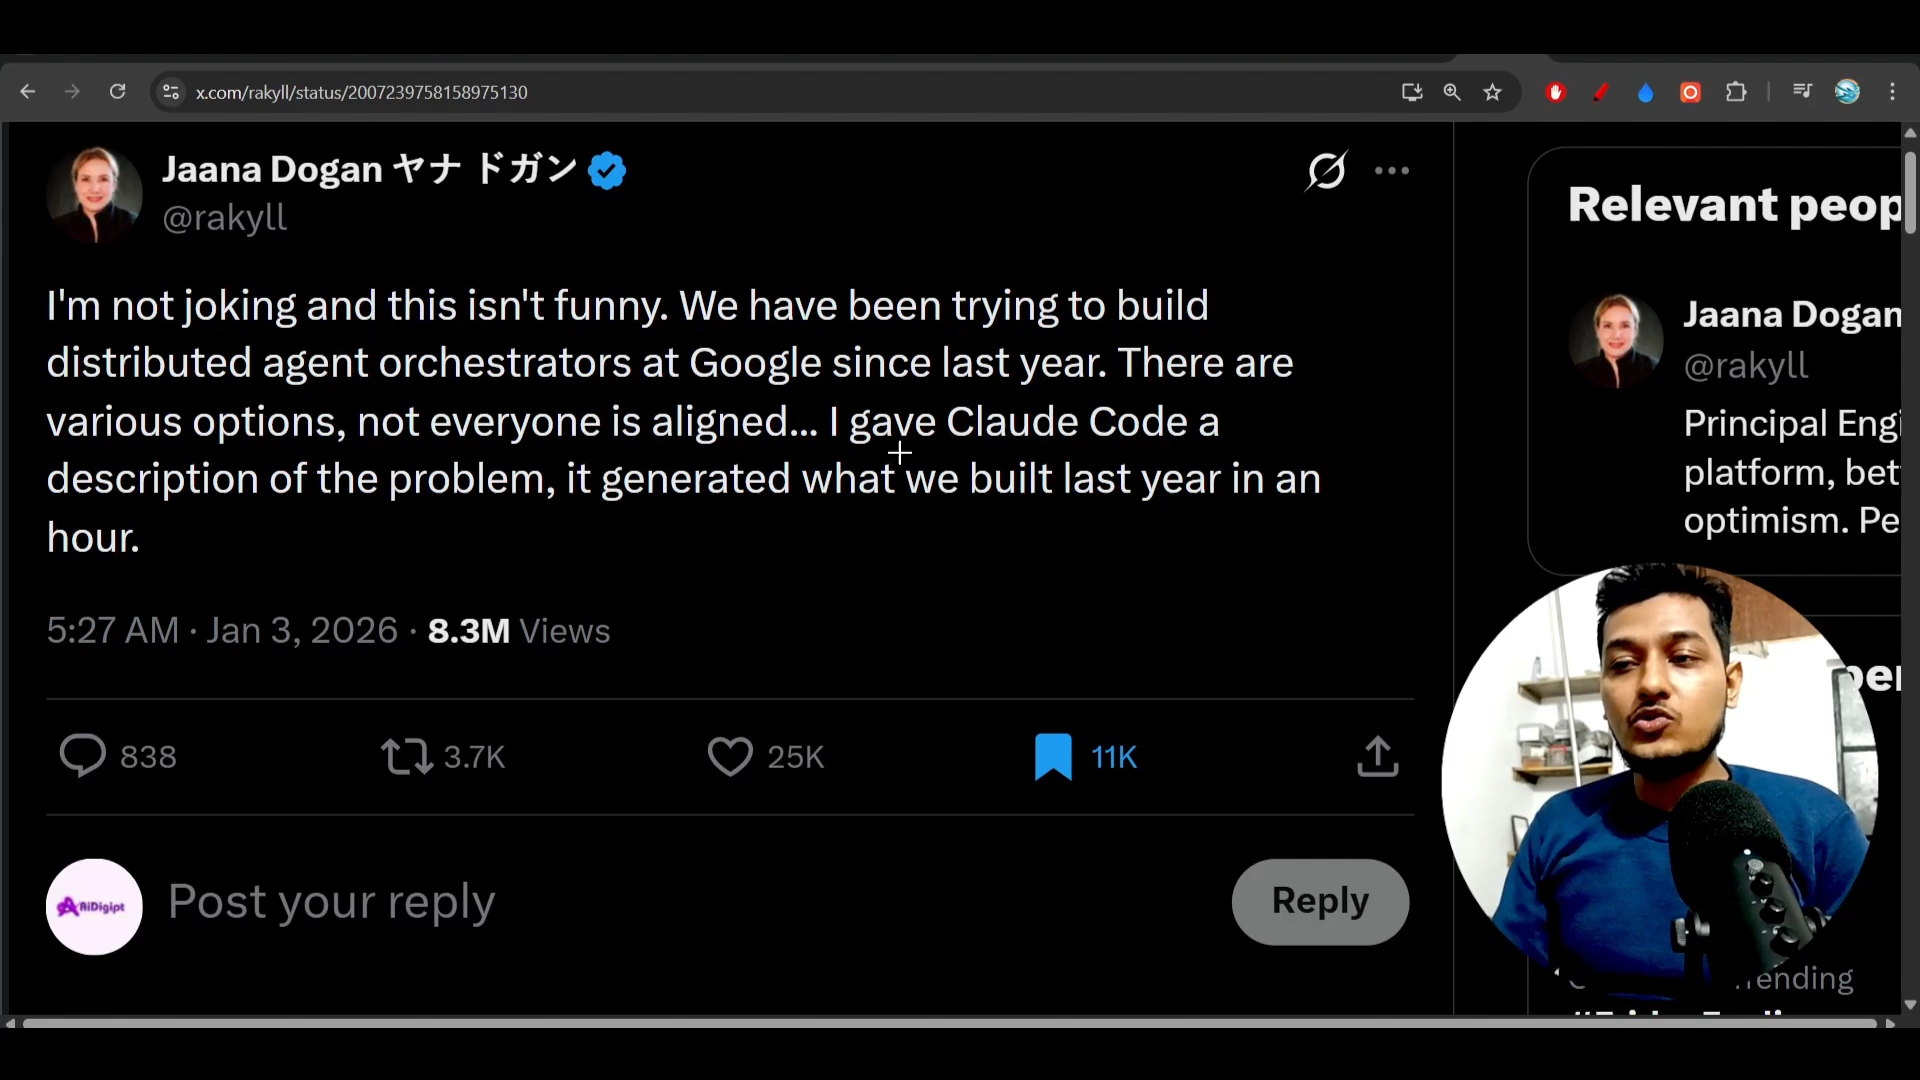 x.com/rakyll/status/2007239758158975130
Jaana Dogan ヤナ ドガン
@rakyll
I'm not joking and this isn't funny. We have been trying to build
distributed agent orchestrators at Google since last year. There are
various options, not everyone is aligned... I gave Claude Code a
description of the problem, it generated what we built last year in an
hour.
5:27 AM · Jan 3, 2026 · 8.3M Views
838 3.7K 25K 11K
AiDigipt
Post your reply
Reply
Relevant peop
Jaana Dogan
@rakyll
Principal Engi
platform, bet
optimism. Pe